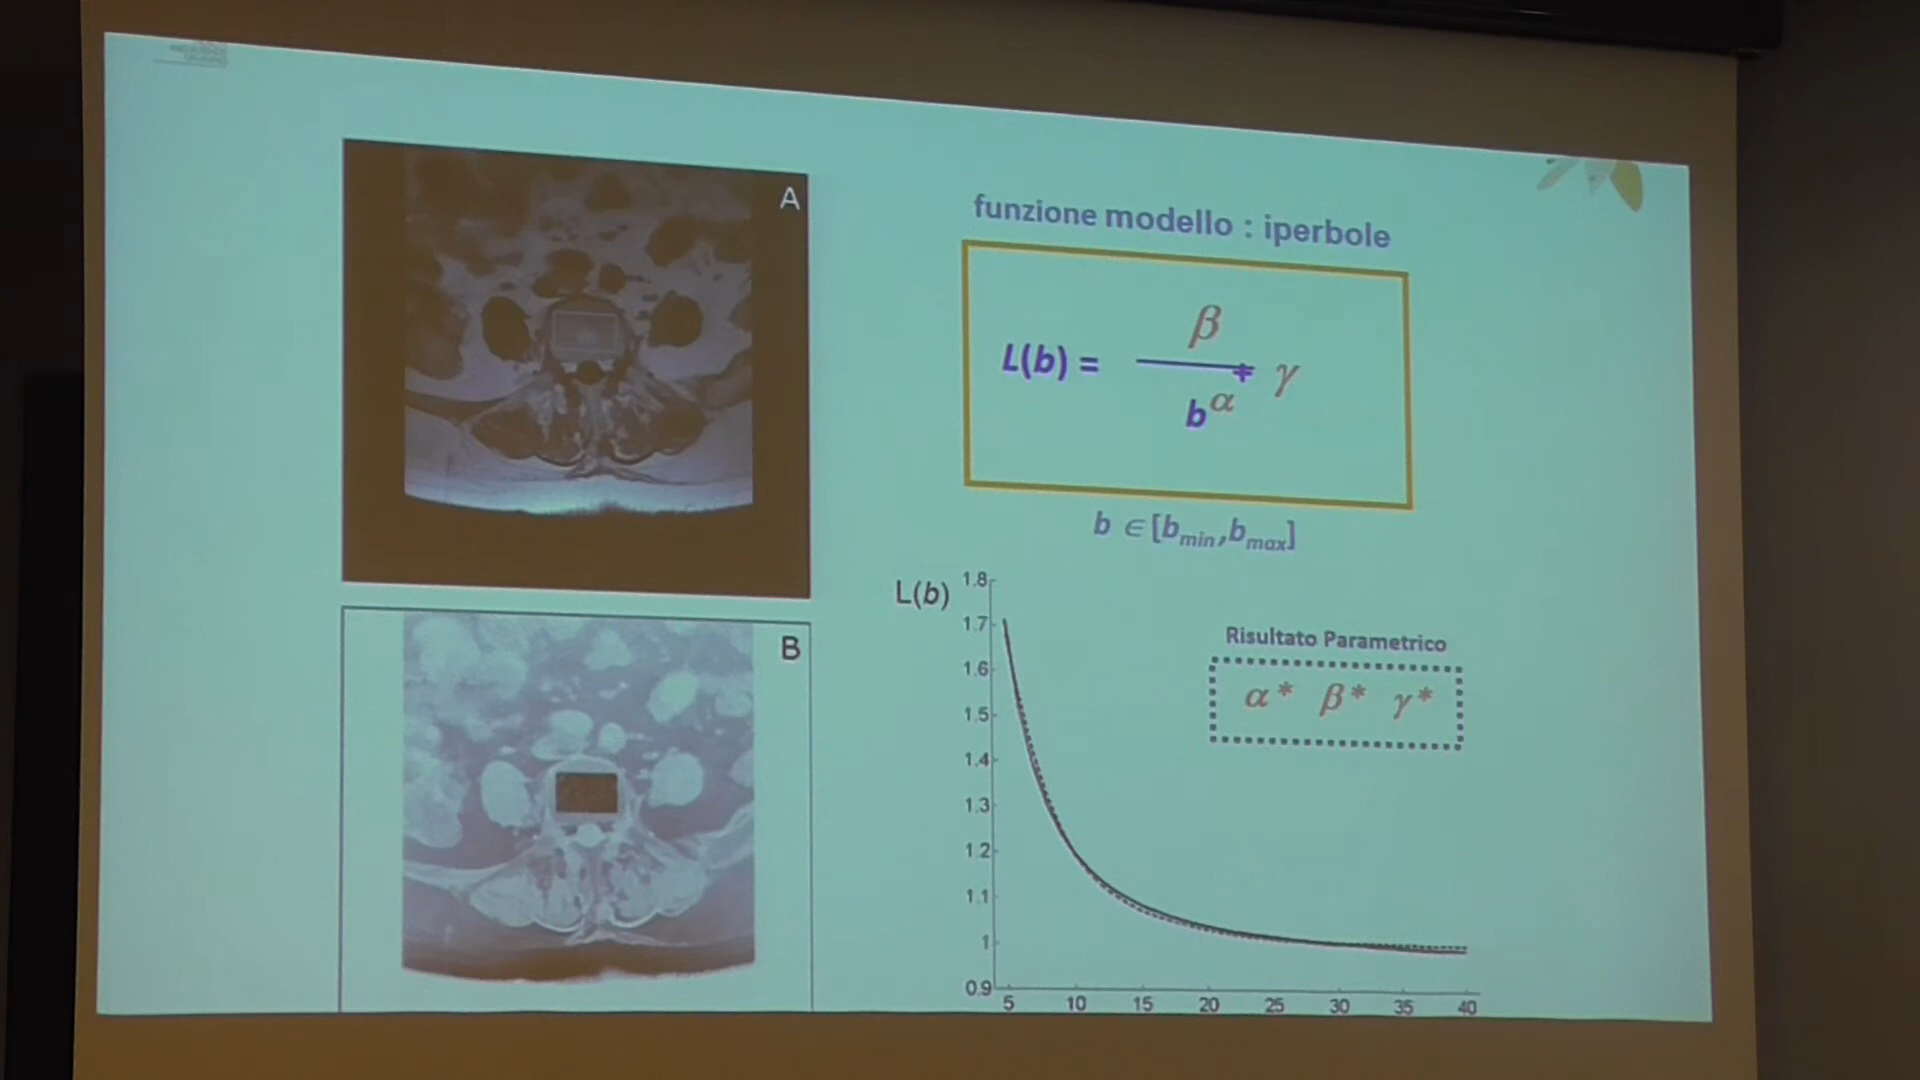 A
funzione modello : iperbole
L(b) = β / b^α + γ
b ∈ [b_min, b_max]
B
L(b)
1.8
1.7
1.6
1.5
1.4
1.3
1.2
1.1
1
0.9
5 10 15 20 25 30 35 40
Risultato Parametrico
α* β* γ*